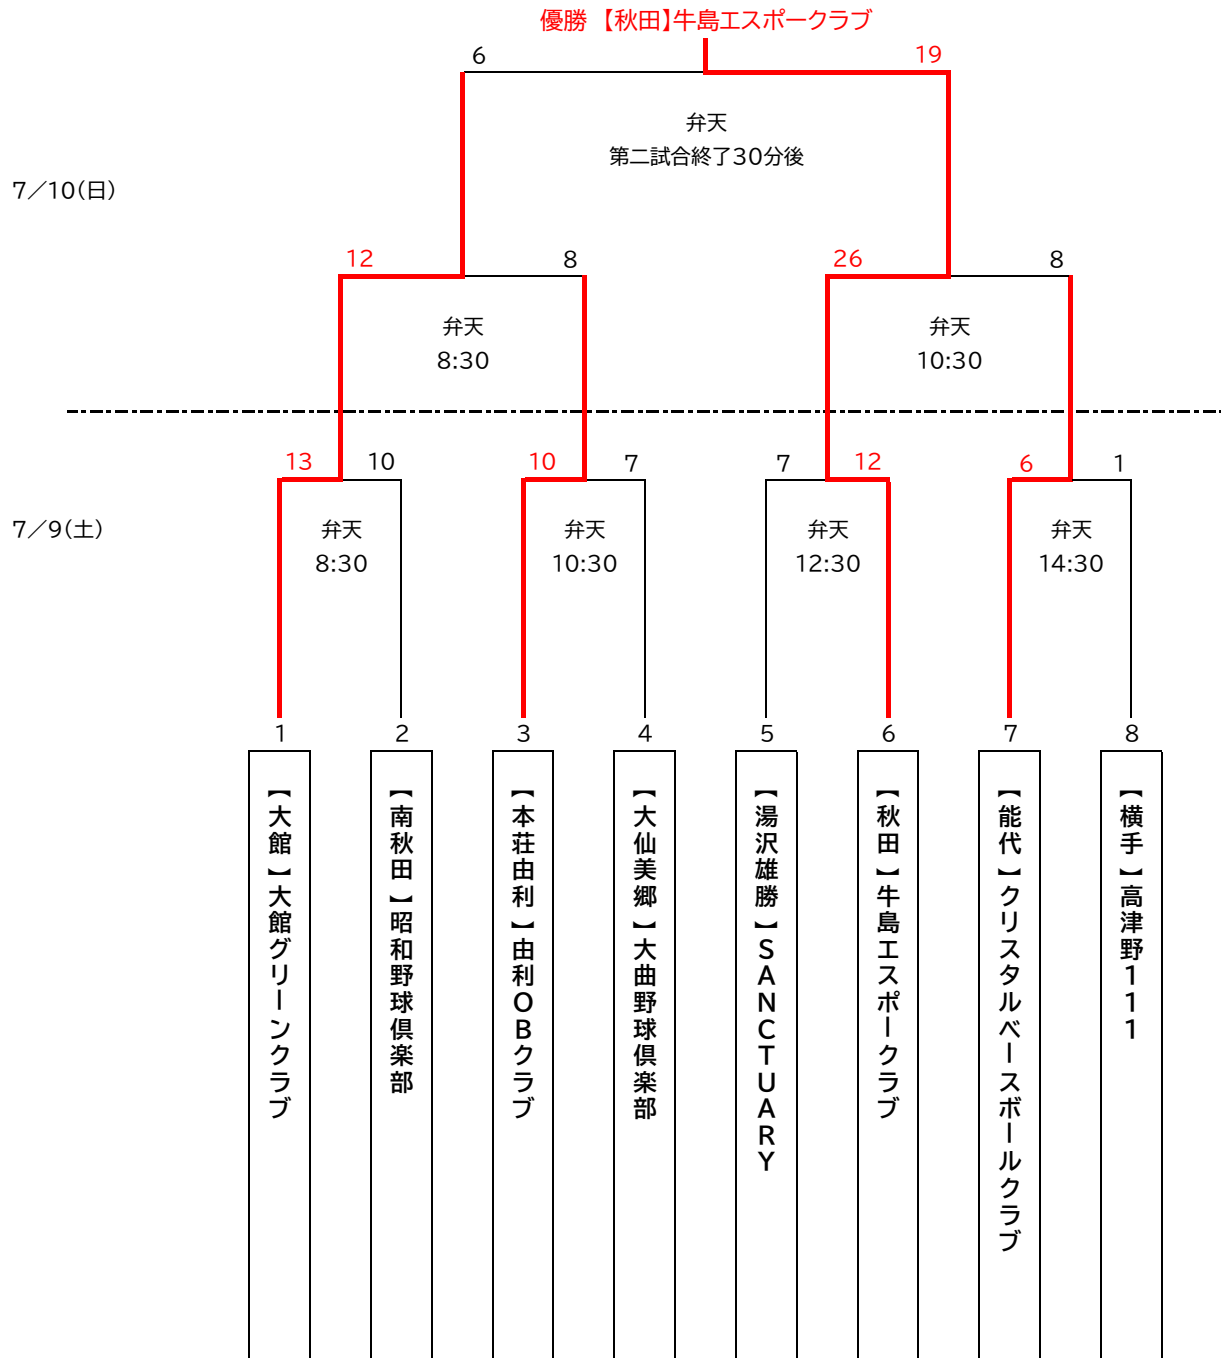 優勝 【秋田】牛島エスポークラブ
6
19
弁天
第二試合終了30分後
7／10(日)
12
8
26
8
弁天
8:30
弁天
10:30
13
10
10
7
7
12
6
1
7／9(土)
弁天
8:30
弁天
10:30
弁天
12:30
弁天
14:30
1
2
3
4
5
6
7
8
【大館】大館グリーンクラブ
【南秋田】昭和野球倶楽部
【本荘由利】由利OBクラブ
【大仙美郷】大曲野球倶楽部
【湯沢雄勝】SANCTUARY
【秋田】牛島エスポークラブ
【能代】クリスタルベースボールクラブ
【横手】高津野111